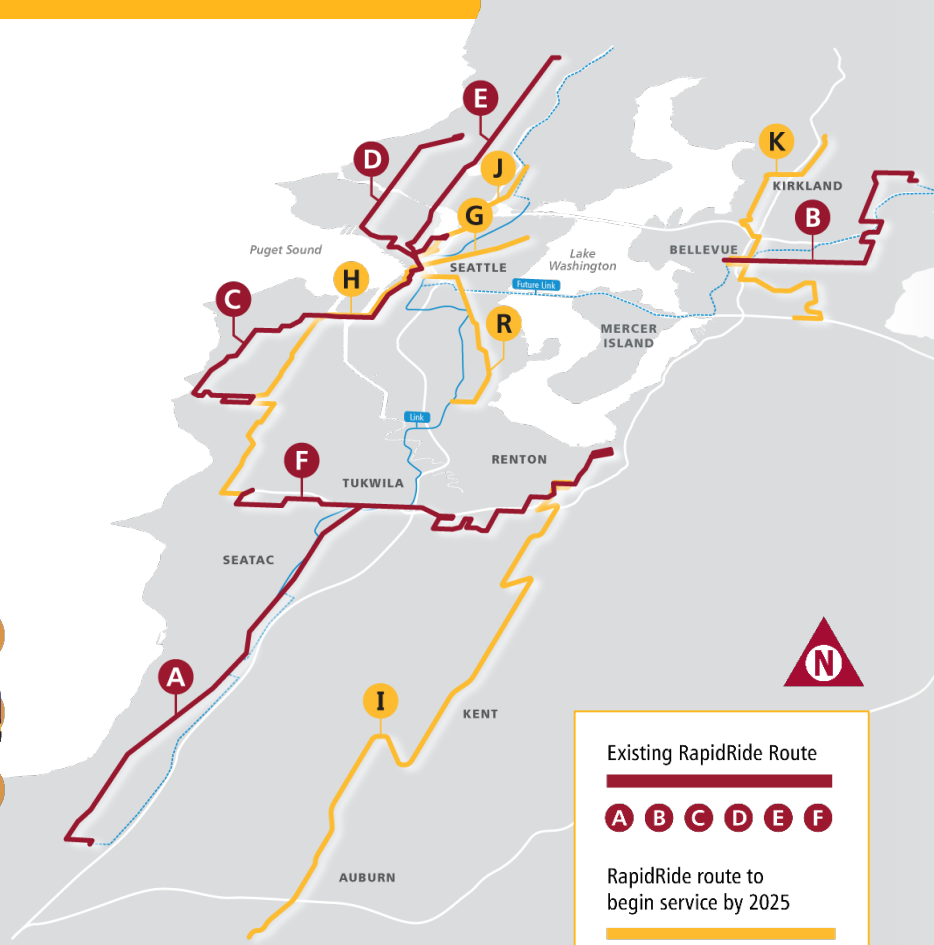 E
K
D
J
KIRKLAND
G
B
Puget Sound
Lake
Washington
BELLEVUE
SEATTLE
H
Future Link
C
R
MERCER
ISLAND
Link
F
RENTON
TUKWILA
SEATAC
N
A
I
KENT
AUBURN
Existing RapidRide Route
A B C D E F
RapidRide route to
begin service by 2025